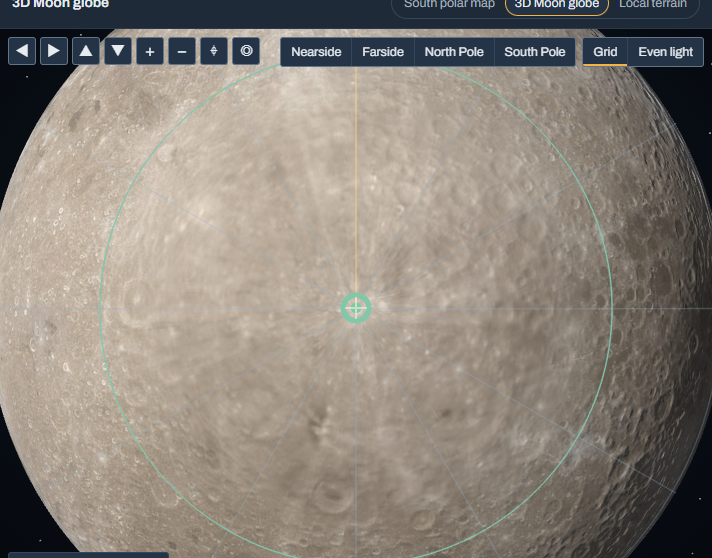 3D Moon globe
South polar map 3D Moon globe Local terrain
Nearside Farside North Pole South Pole Grid Even light